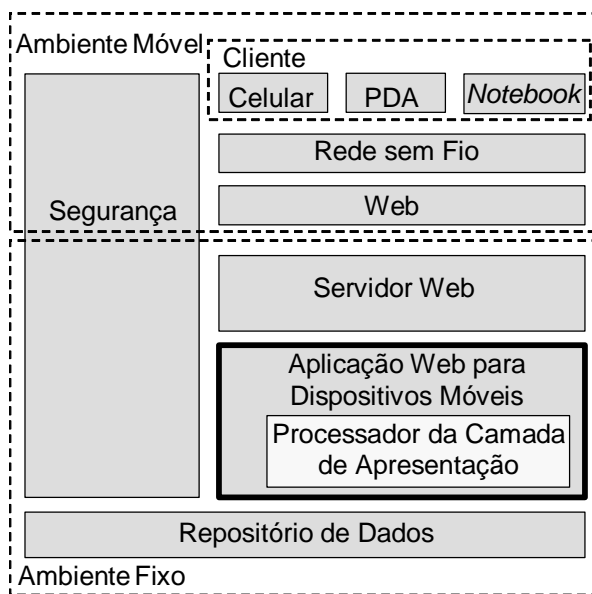 Ambiente Móvel
Cliente
Celular
PDA
Notebook
Rede sem Fio
Segurança
Web
Servidor Web
Aplicação Web para
Dispositivos Móveis
Processador da Camada
de Apresentação
Repositório de Dados
Ambiente Fixo